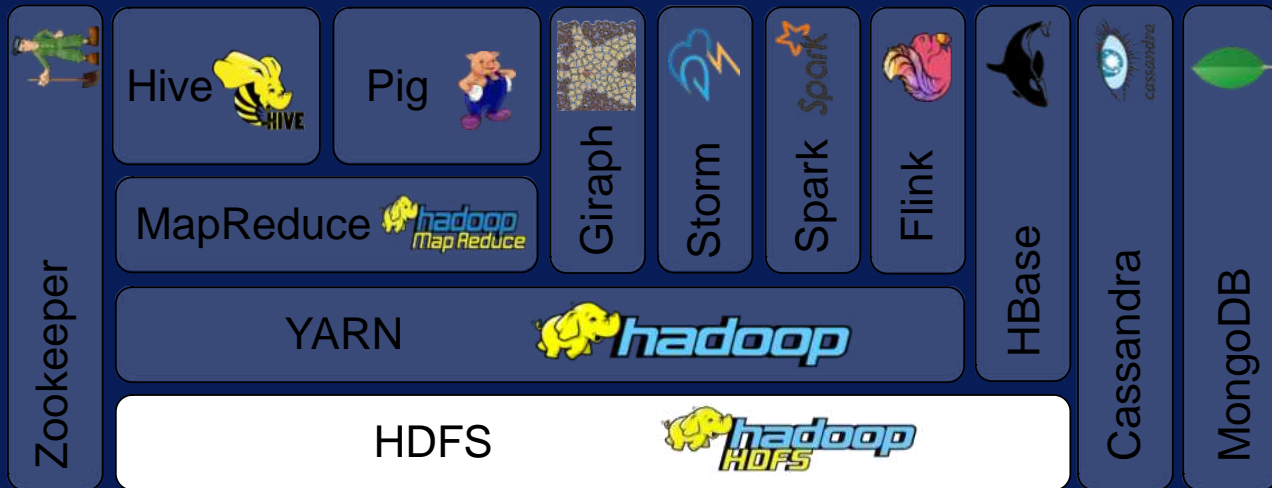 Zookeeper
Hive
HIVE
Pig
Giraph
Storm
Spark
Spark
Flink
HBase
cassandra
Cassandra
MongoDB
MapReduce
hadoop
Map Reduce
YARN
hadoop
HDFS
hadoop
HDFS